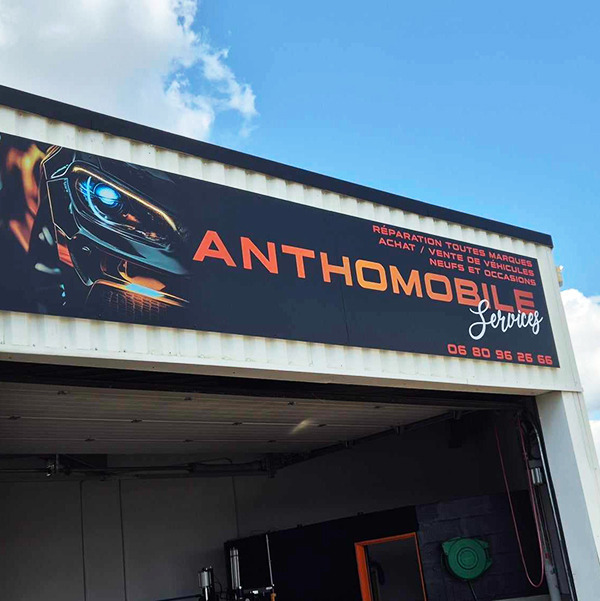 RÉPARATION TOUTES MARQUES
ACHAT / VENTE DE VÉHICULES
NEUFS ET OCCASIONS
ANTHOMOBILE
Services
06 80 96 26 66